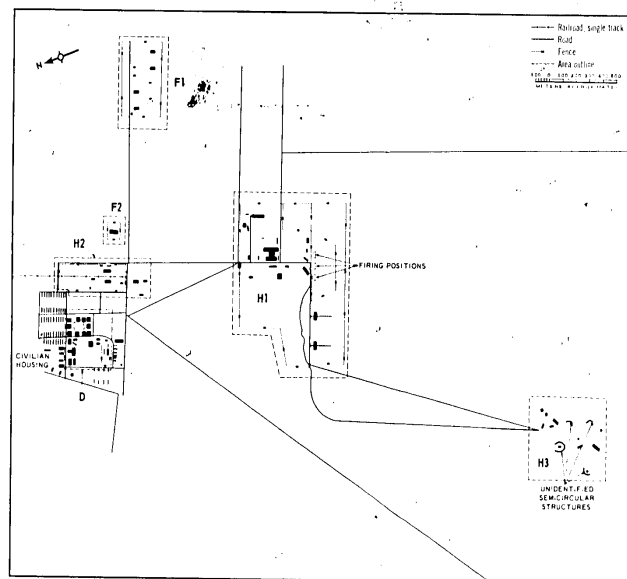 Railroad, single track
Road
Fence
Area outline
N
F1
F2
H2
H1
FIRING POSITIONS
CIVILIAN
HOUSING
D
H3
UNIDENTIFIED
SEMICIRCULAR
STRUCTURES